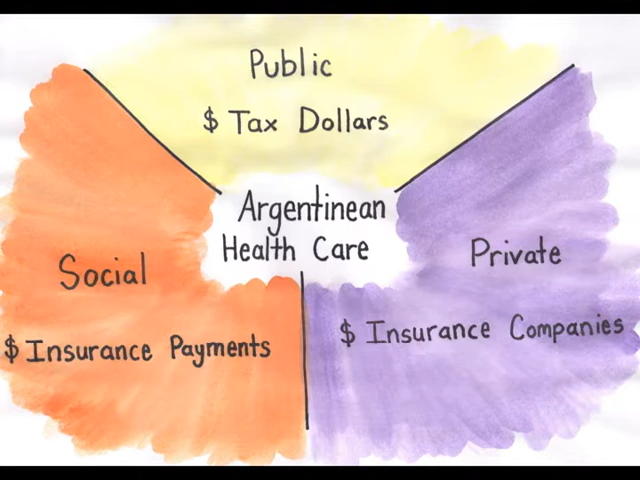 Public
$ Tax Dollars
Argentinean
Health Care
Social
$ Insurance Payments
Private
$ Insurance Companies